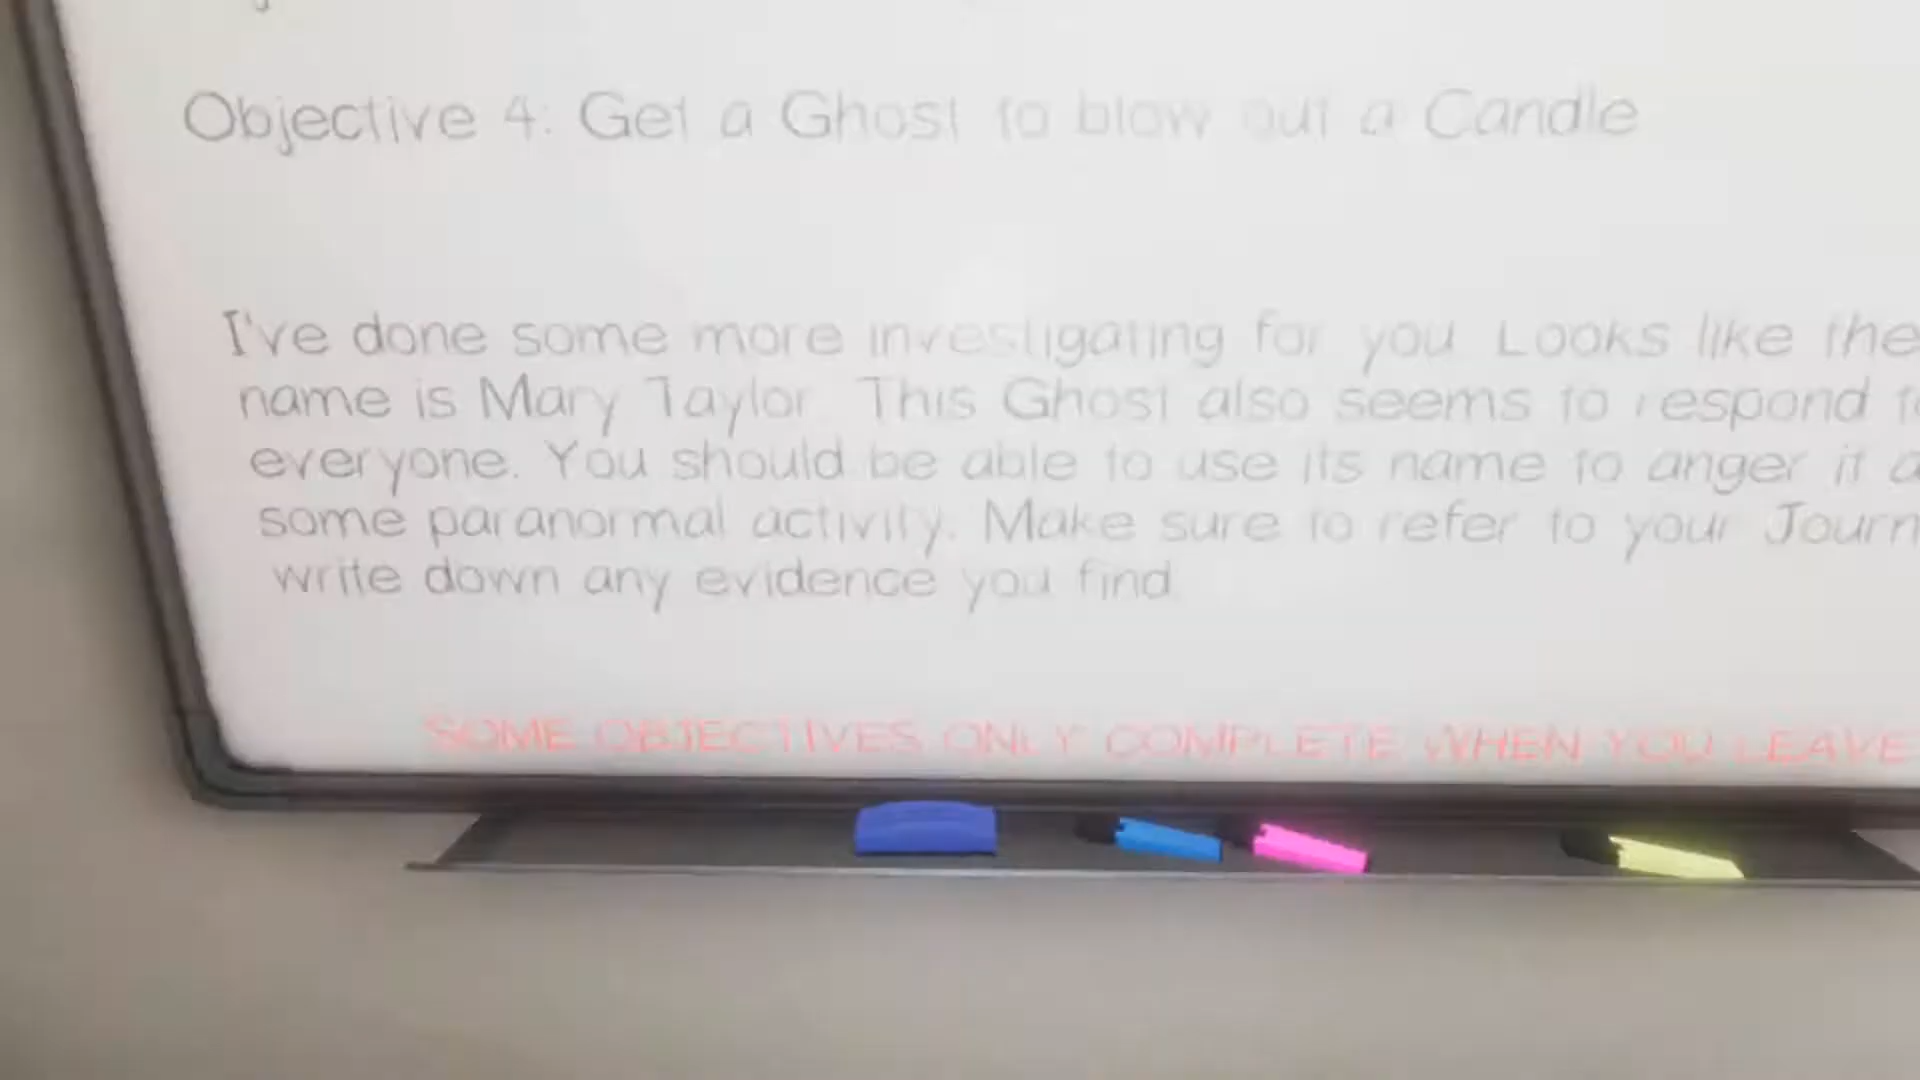 Objective 4: Get a Ghost to blow out a Candle
I've done some more investigating for you. Looks like the
name is Mary Taylor. This Ghost also seems to respond to
everyone. You should be able to use its name to anger it
some paranormal activity. Make sure to refer to your
write down any evidence you find.
SOME OBJECTIVES ONLY COMPLETE WHEN YOU LEAVE